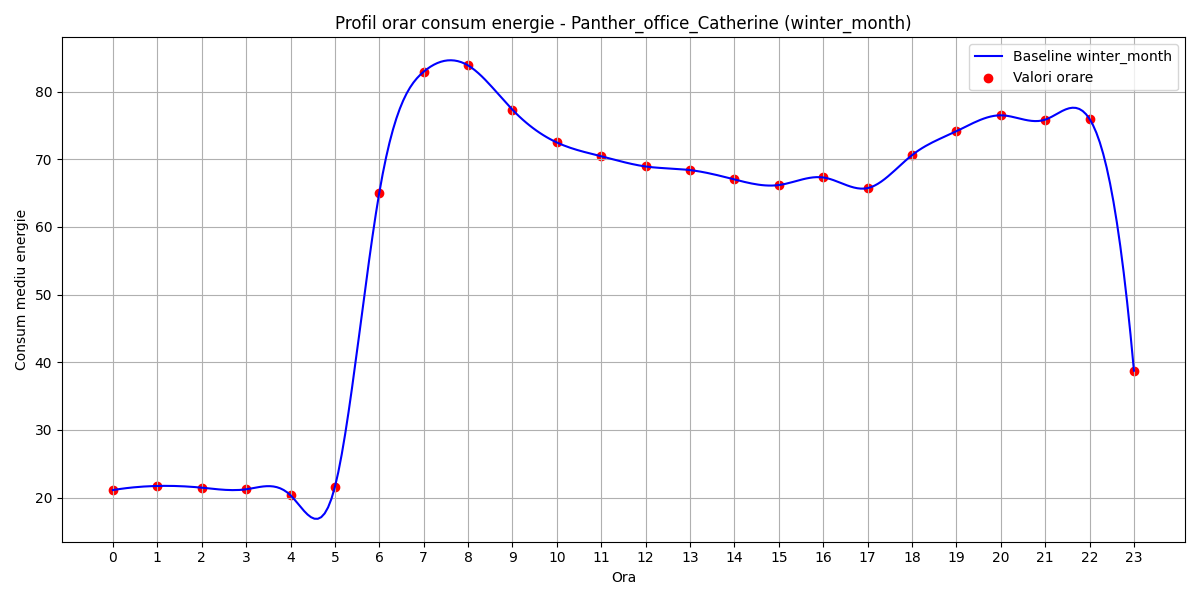 Profil orar consum energie - Panther_office_Catherine (winter_month)
Baseline winter_month
Valori orare
Consum mediu energie
80
70
60
50
40
30
20
0 1 2 3 4 5 6 7 8 9 10 11 12 13 14 15 16 17 18 19 20 21 22 23
Ora